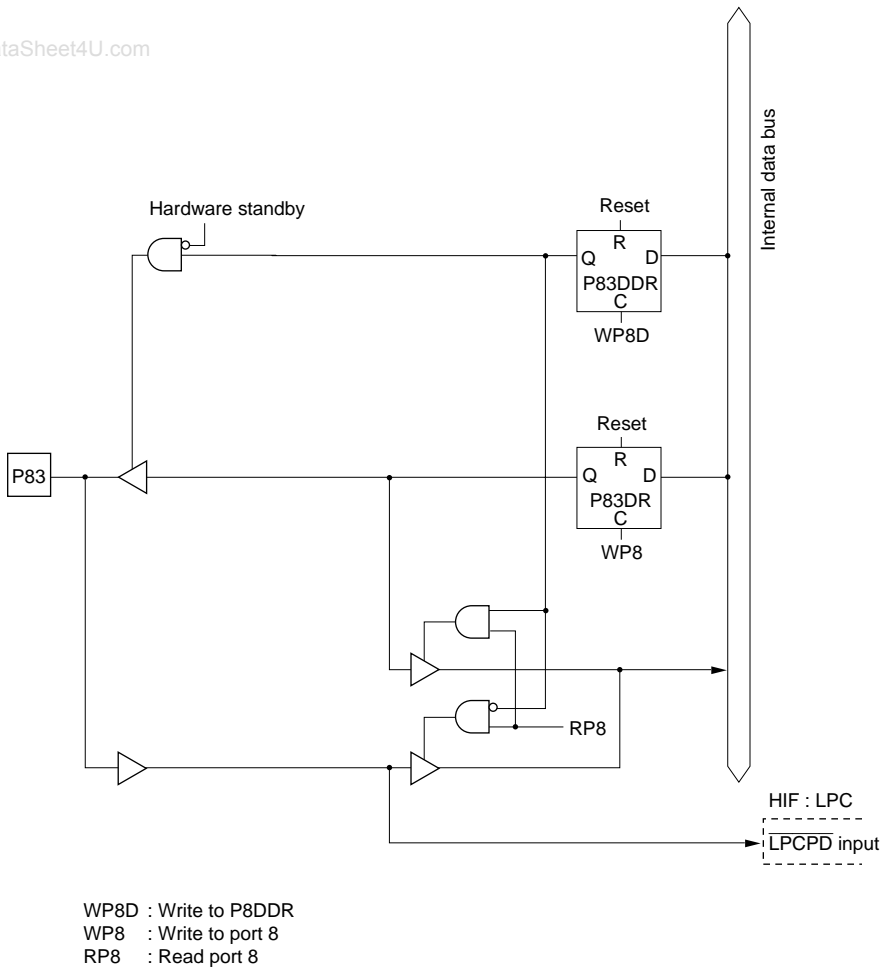 taSheet4U.com
Internal data bus
Hardware standby
Reset
R
Q D
P83DDR
C
WP8D
Reset
R
P83
Q D
P83DR
C
WP8
RP8
HIF : LPC
LPCPD input
WP8D : Write to P8DDR
WP8 : Write to port 8
RP8 : Read port 8